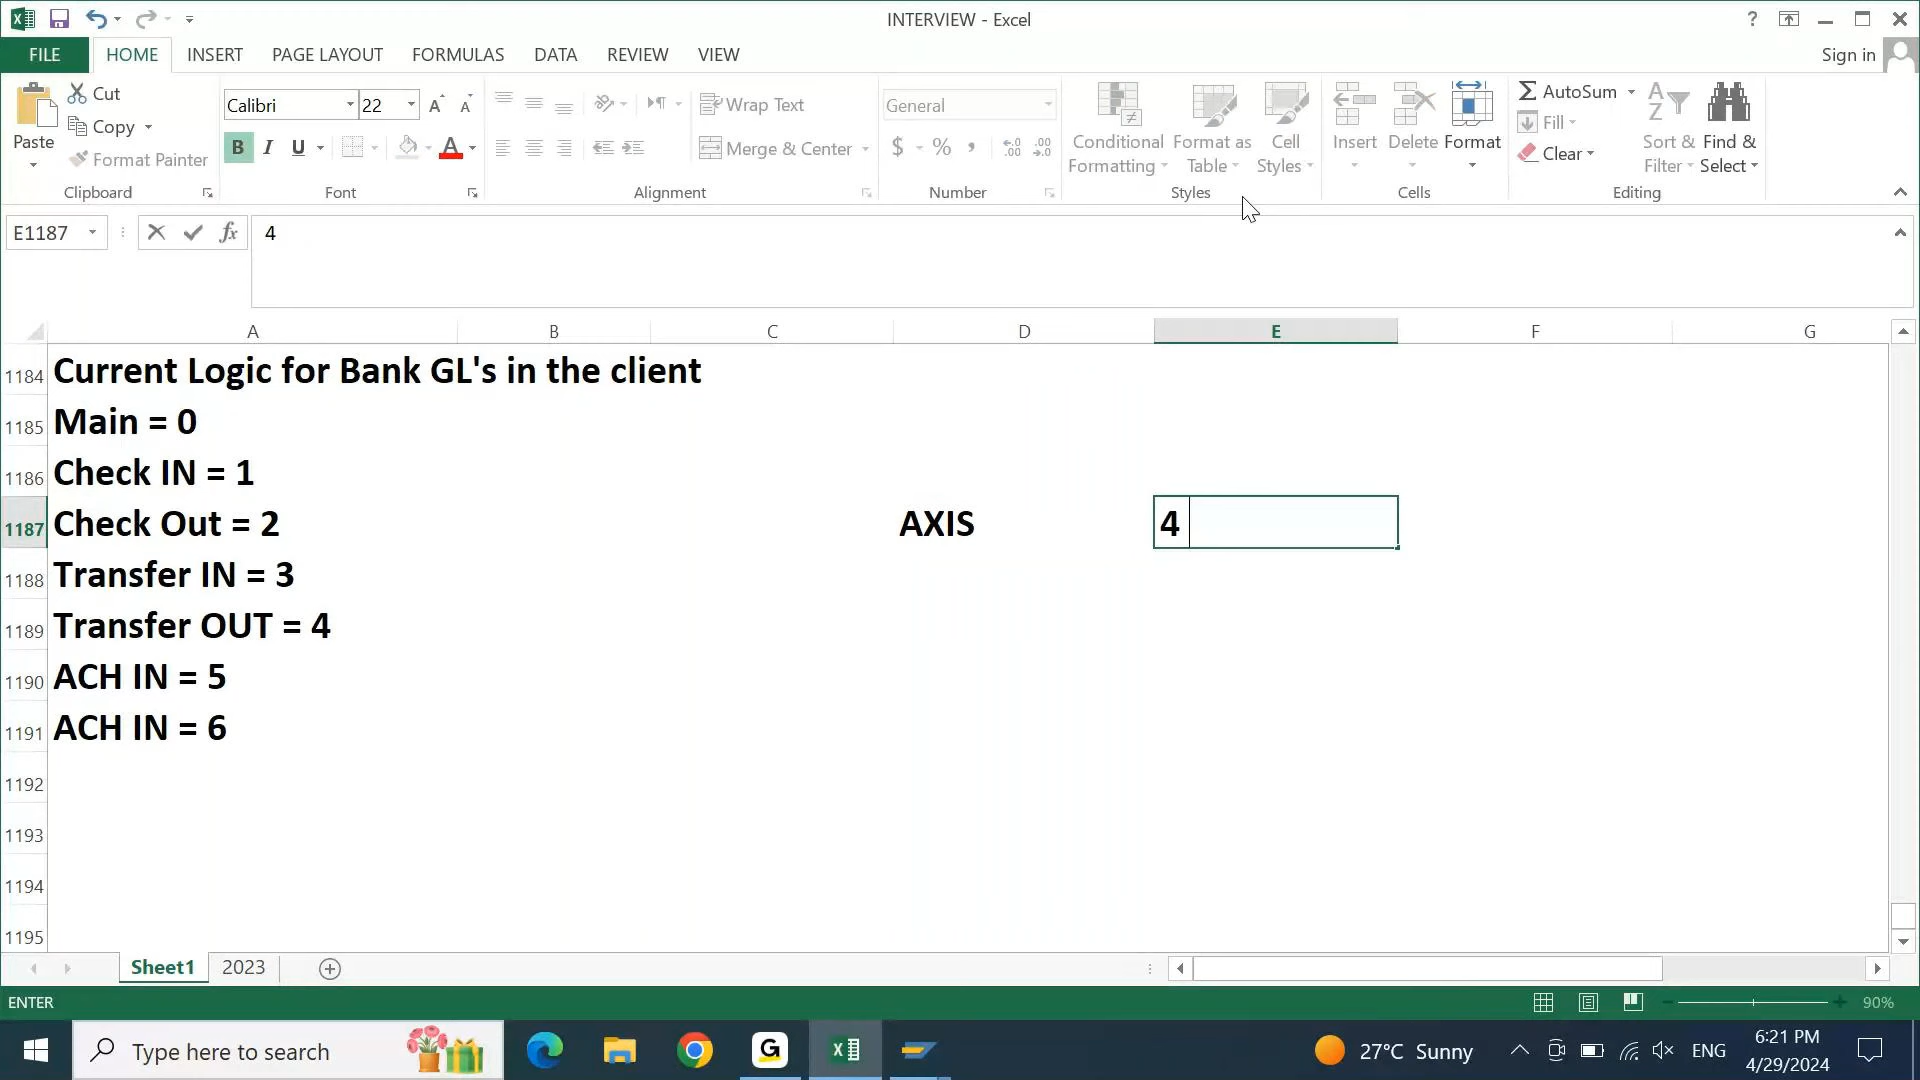 INTERVIEW - Excel
?
FILE HOME INSERT PAGE LAYOUT FORMULAS DATA REVIEW VIEW Sign in
Paste Cut Copy Format Painter
Clipboard
Calibri 22 A A
B I U A
Font
Wrap Text
Merge & Center
Alignment
General
$ % , .0 .00 .00 .0
Number
Conditional Formatting Format as Table Cell Styles
Styles
Insert Delete Format
Cells
AutoSum Fill Clear
Sort & Filter Find & Select
Editing
E1187 fx 4
A B C D E F G
1184 Current Logic for Bank GL's in the client
1185 Main = 0
1186 Check IN = 1
1187 Check Out = 2 AXIS 4
1188 Transfer IN = 3
1189 Transfer OUT = 4
1190 ACH IN = 5
1191 ACH IN = 6
1192
1193
1194
1195
Sheet1 2023
ENTER 90%
Type here to search 27°C Sunny ENG 6:21 PM
4/29/2024